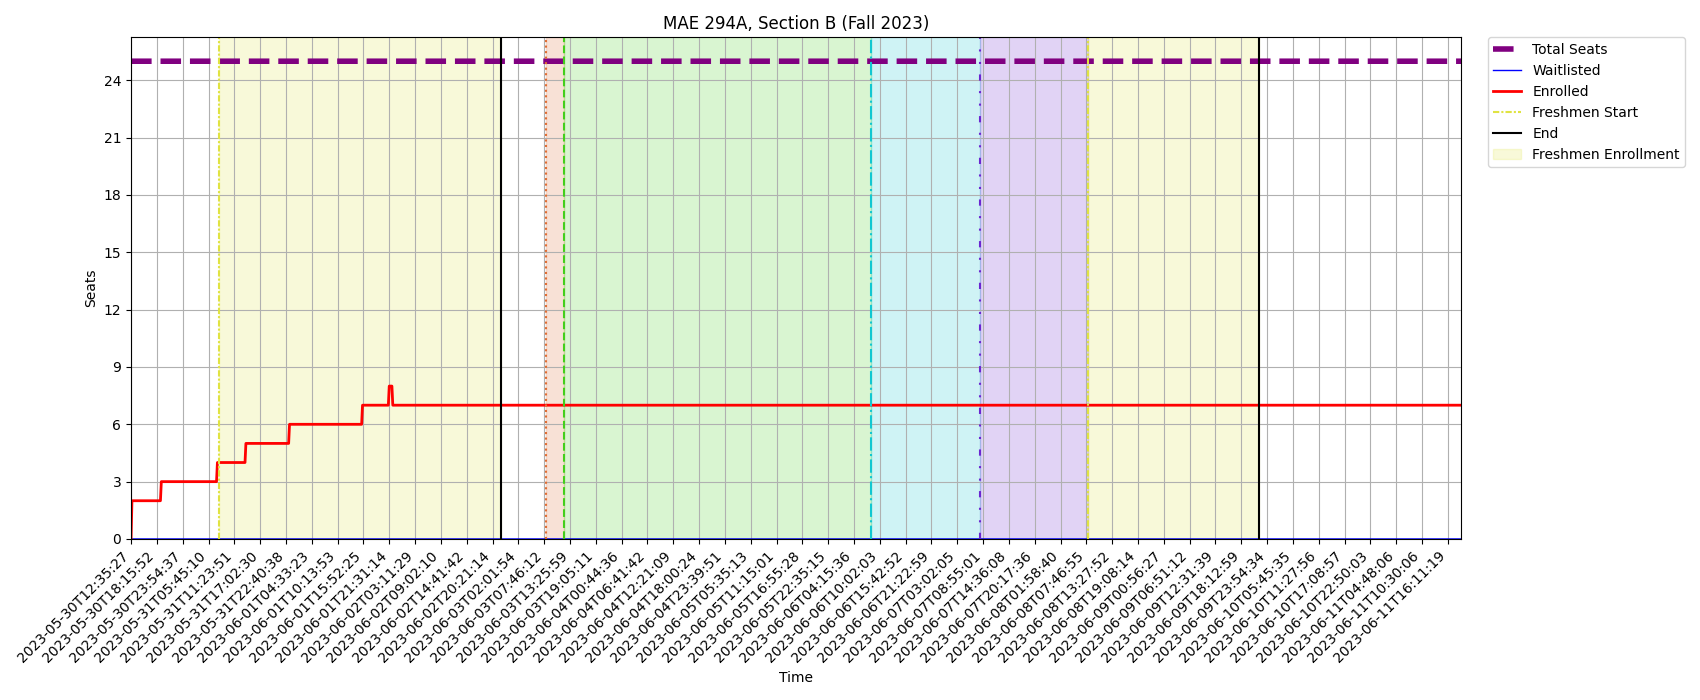 MAE 294A, Section B (Fall 2023)
Total Seats
Waitlisted
Enrolled
Freshmen Start
End
Freshmen Enrollment
Seats
24
21
18
15
12
9
6
3
0
2023-05-30T12:35:27
2023-05-30T18:15:52
2023-05-30T23:54:37
2023-05-31T05:45:10
2023-05-31T11:23:51
2023-05-31T17:02:30
2023-05-31T22:40:38
2023-06-01T04:33:23
2023-06-01T10:13:53
2023-06-01T15:52:25
2023-06-01T21:31:14
2023-06-02T03:11:29
2023-06-02T09:02:10
2023-06-02T14:41:42
2023-06-02T20:21:14
2023-06-03T02:01:54
2023-06-03T07:46:12
2023-06-03T13:25:59
2023-06-03T19:05:11
2023-06-04T00:44:36
2023-06-04T06:41:42
2023-06-04T12:21:09
2023-06-04T18:00:24
2023-06-04T23:39:51
2023-06-05T05:35:13
2023-06-05T11:15:01
2023-06-05T16:55:28
2023-06-05T22:35:15
2023-06-06T04:15:36
2023-06-06T10:02:03
2023-06-06T15:42:52
2023-06-06T21:22:59
2023-06-07T03:02:05
2023-06-07T08:55:01
2023-06-07T14:36:08
2023-06-07T20:17:36
2023-06-08T01:58:40
2023-06-08T07:46:55
2023-06-08T13:27:52
2023-06-08T19:08:14
2023-06-09T00:56:27
2023-06-09T06:51:12
2023-06-09T12:31:39
2023-06-09T18:12:59
2023-06-09T23:54:34
2023-06-10T05:45:35
2023-06-10T11:27:56
2023-06-10T17:08:57
2023-06-10T22:50:03
2023-06-11T04:48:06
2023-06-11T10:30:06
2023-06-11T16:11:19
Time